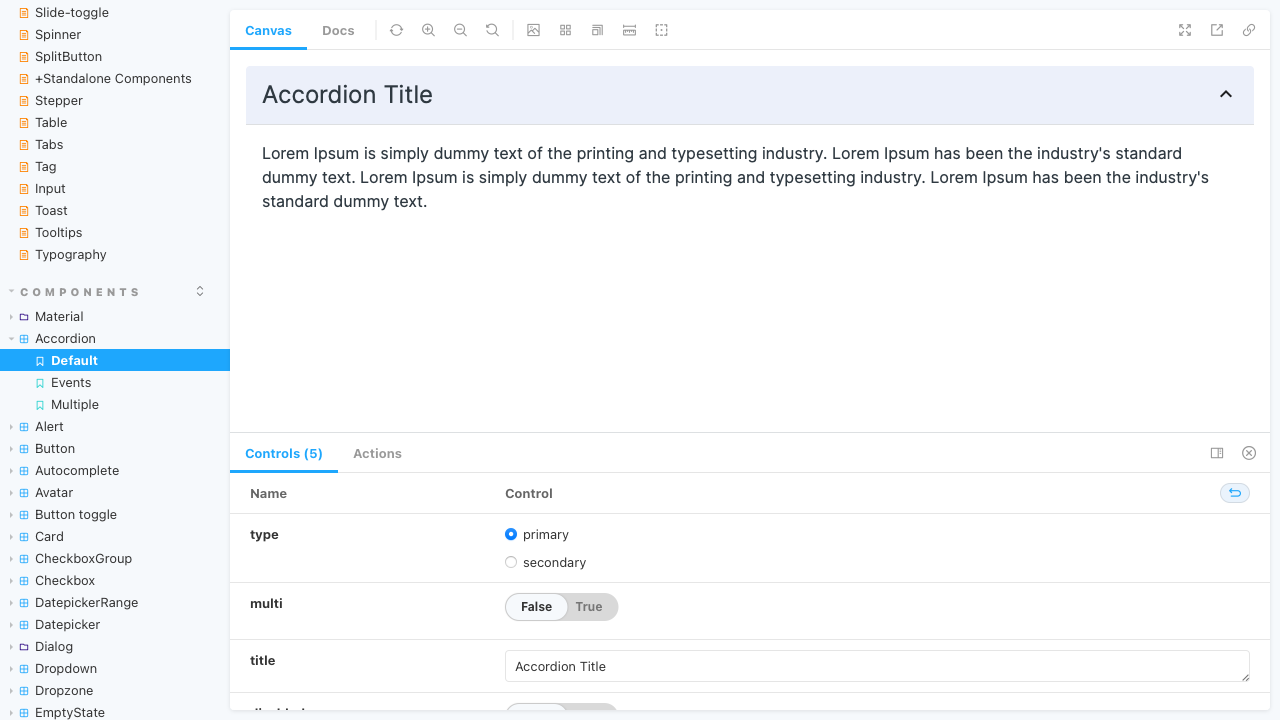 Slide-toggle
Spinner
SplitButton
+Standalone Components
Stepper
Table
Tabs
Tag
Input
Toast
Tooltips
Typography
COMPONENTS
Material
Accordion
Default
Events
Multiple
Alert
Button
Autocomplete
Avatar
Button toggle
Card
CheckboxGroup
Checkbox
DatepickerRange
Datepicker
Dialog
Dropdown
Dropzone
EmptyState
Canvas
Docs
Accordion Title
Lorem Ipsum is simply dummy text of the printing and typesetting industry. Lorem Ipsum has been the industry's standard
dummy text. Lorem Ipsum is simply dummy text of the printing and typesetting industry. Lorem Ipsum has been the industry's
standard dummy text.
Controls (5)
Actions
Name
Control
type
primary
secondary
multi
False
True
title
Accordion Title